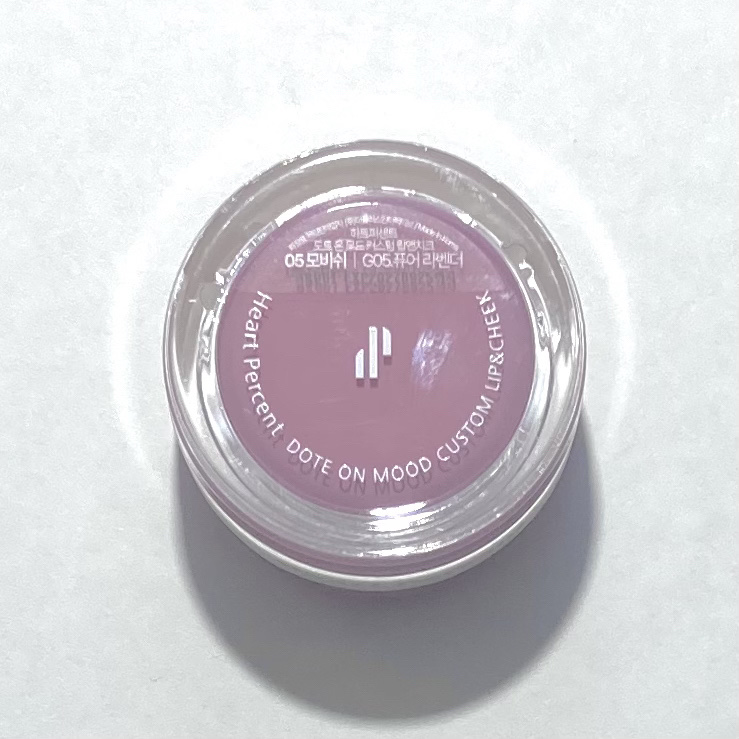 하트퍼센트
도트 온 무드 커스텀 립앤치크
05 모비쉬 | G05.퓨어 라벤더
Heart Percent. DOTE ON MOOD CUSTOM LIP&CHEEK